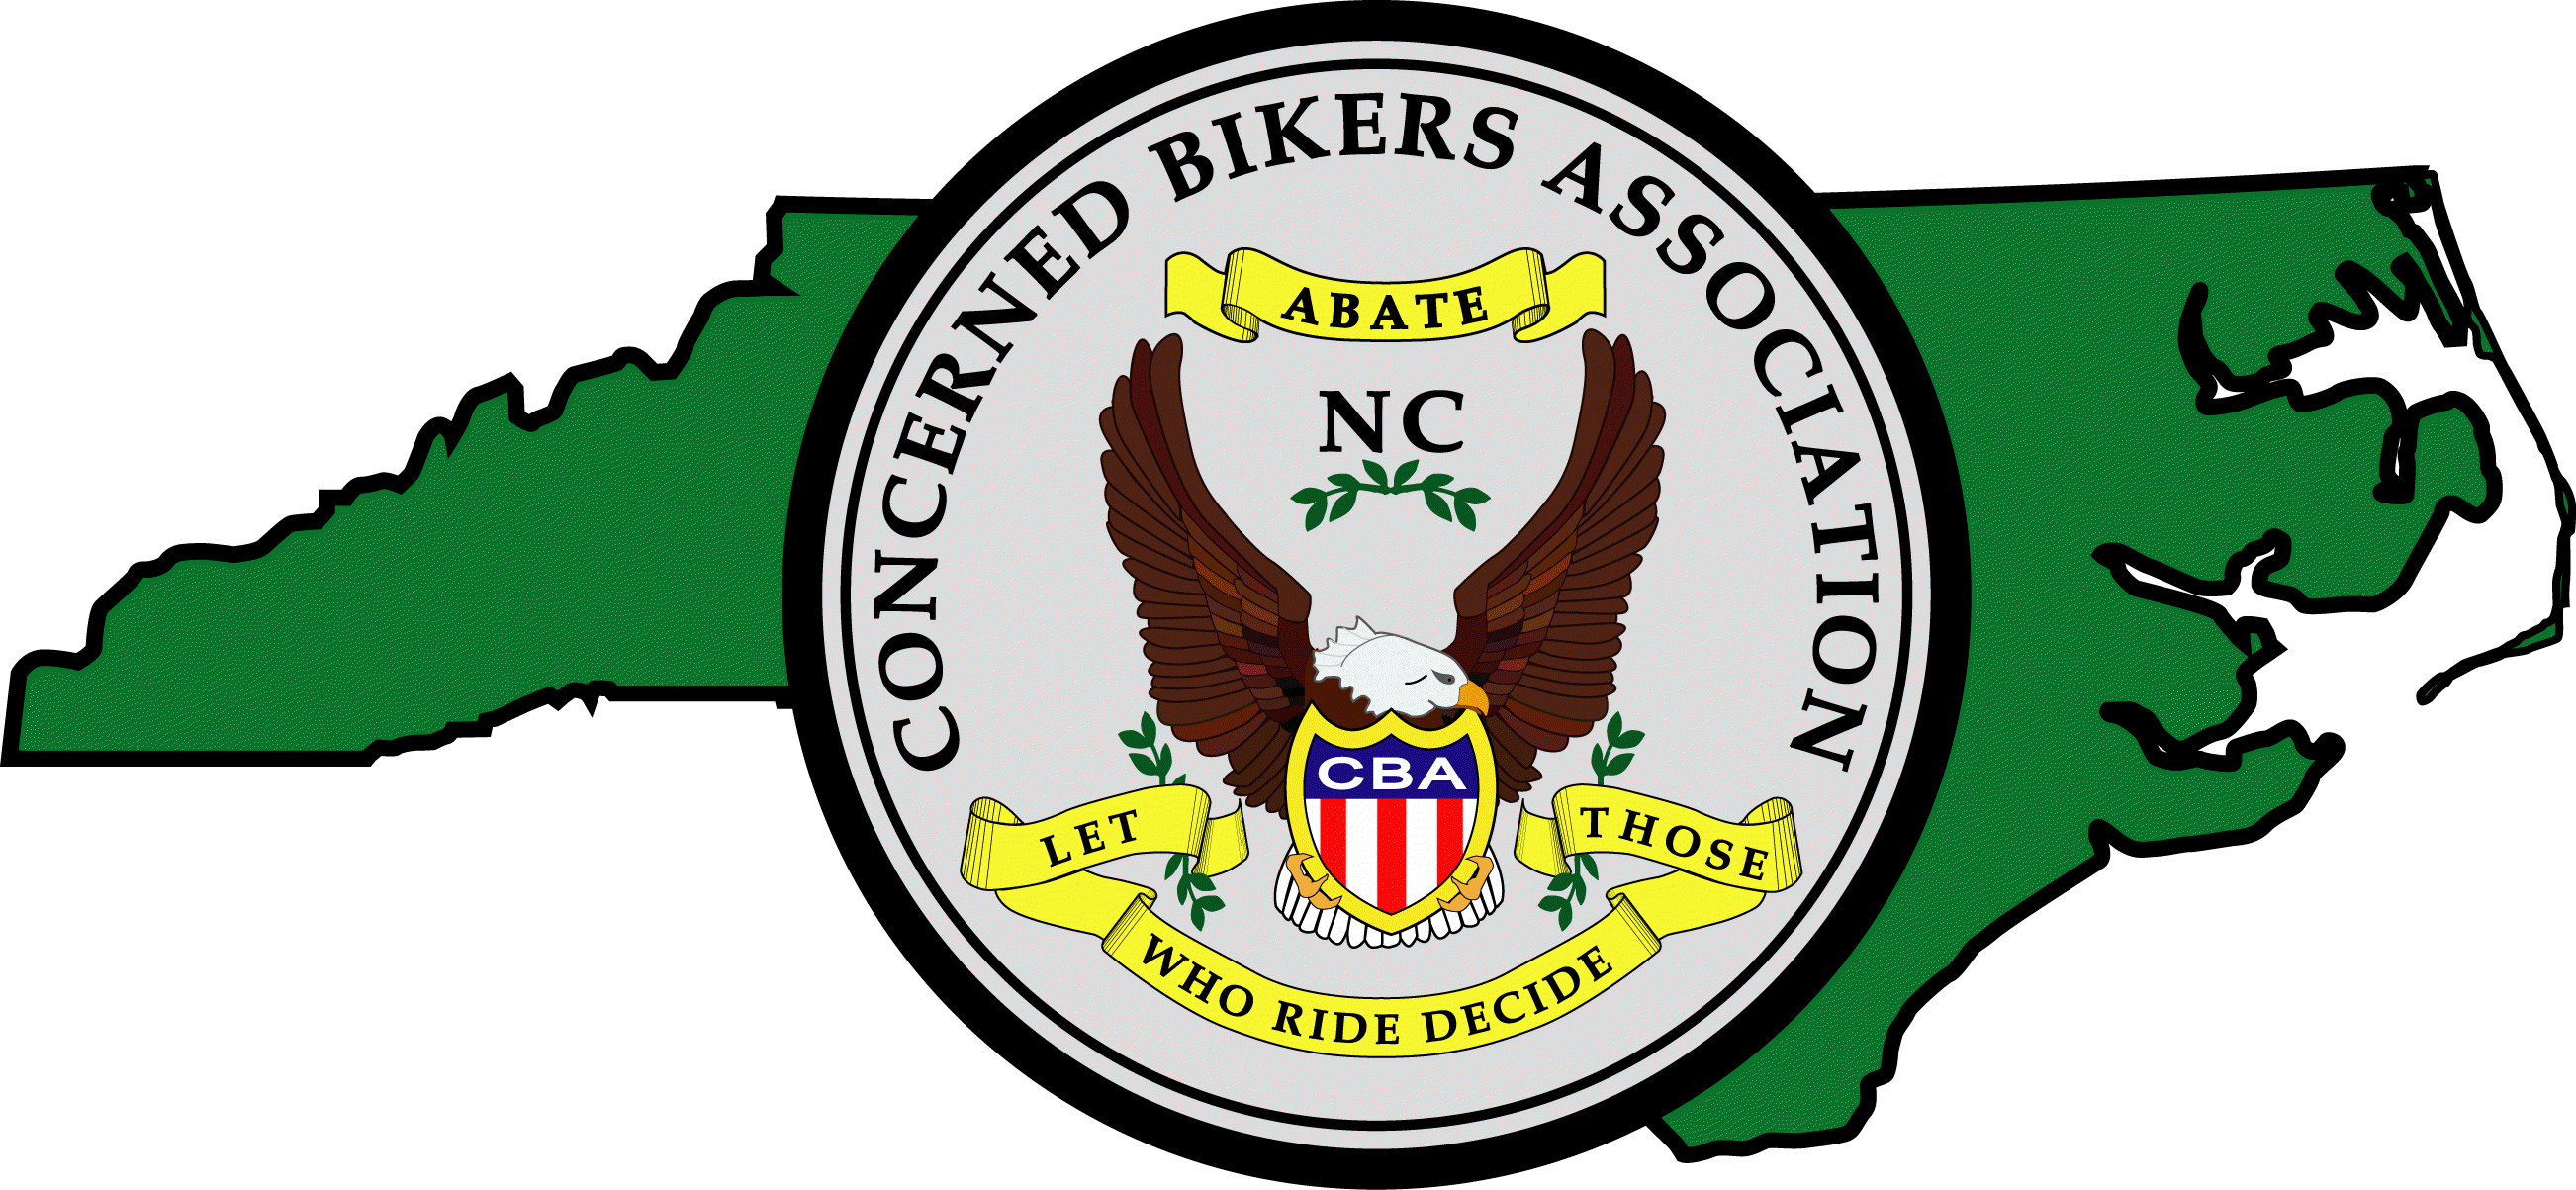 CONCERNED BIKERS ASSOCIATION
ABATE
NC
CBA
LET THOSE
WHO RIDE DECIDE